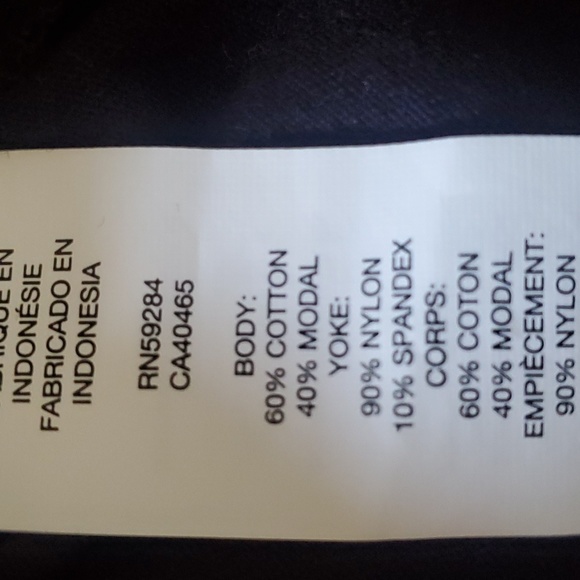 EN
INDONÉSIE
FABRICADO EN
INDONESIA
RN59284
CA40465
BODY:
60% COTTON
40% MODAL
YOKE:
90% NYLON
10% SPANDEX
CORPS:
60% COTON
40% MODAL
EMPIÈCEMENT:
90% NYLON